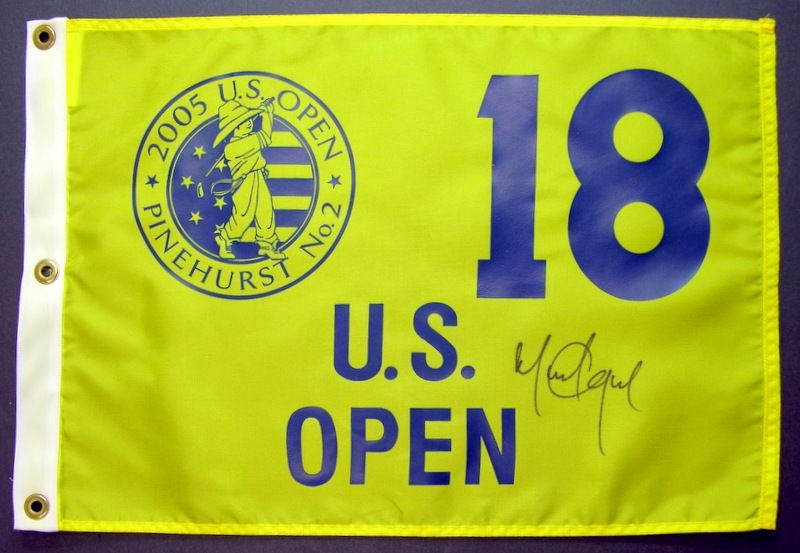 2005 U.S. OPEN
PINEHURST No. 2
18
U.S.
OPEN